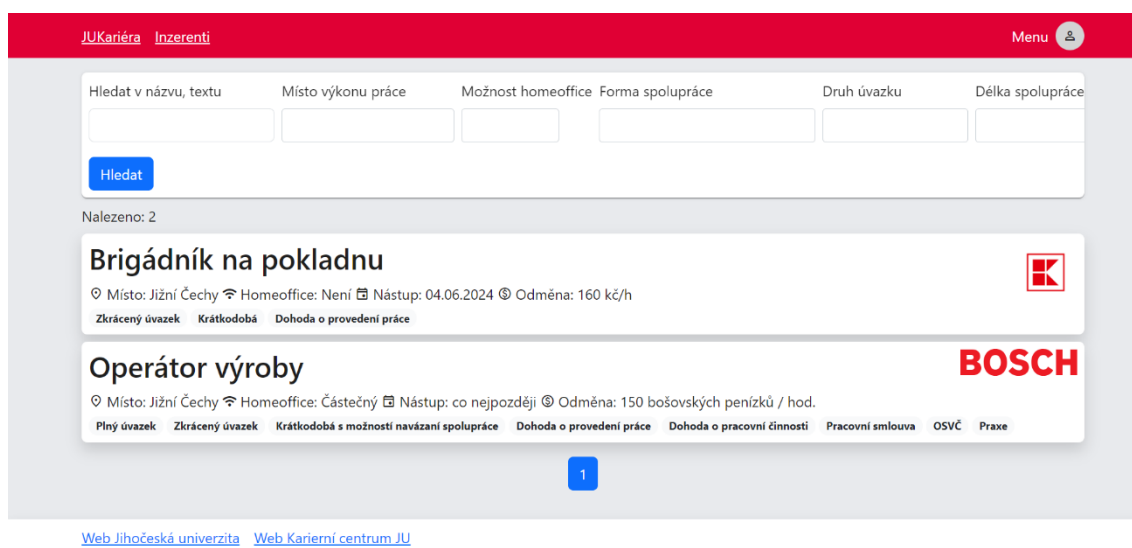 JUKariéra Inzerenti Menu
Hledat v názvu, textu Místo výkonu práce Možnost homeoffice Forma spolupráce Druh úvazku Délka spolupráce
Hledat
Nalezeno: 2
Brigádník na pokladnu
Místo: Jižní Čechy Homeoffice: Není Nástup: 04.06.2024 Odměna: 160 kč/h
Zkrácený úvazek Krátkodobá Dohoda o provedení práce
BOSCH
Operátor výroby
Místo: Jižní Čechy Homeoffice: Částečný Nástup: co nejpozději Odměna: 150 bošovských penízků / hod.
Plný úvazek Zkrácený úvazek Krátkodobá s možností navázaní spolupráce Dohoda o provedení práce Dohoda o pracovní činnosti Pracovní smlouva OSVČ Praxe
1
Web Jihočeská univerzita Web Karierní centrum JU